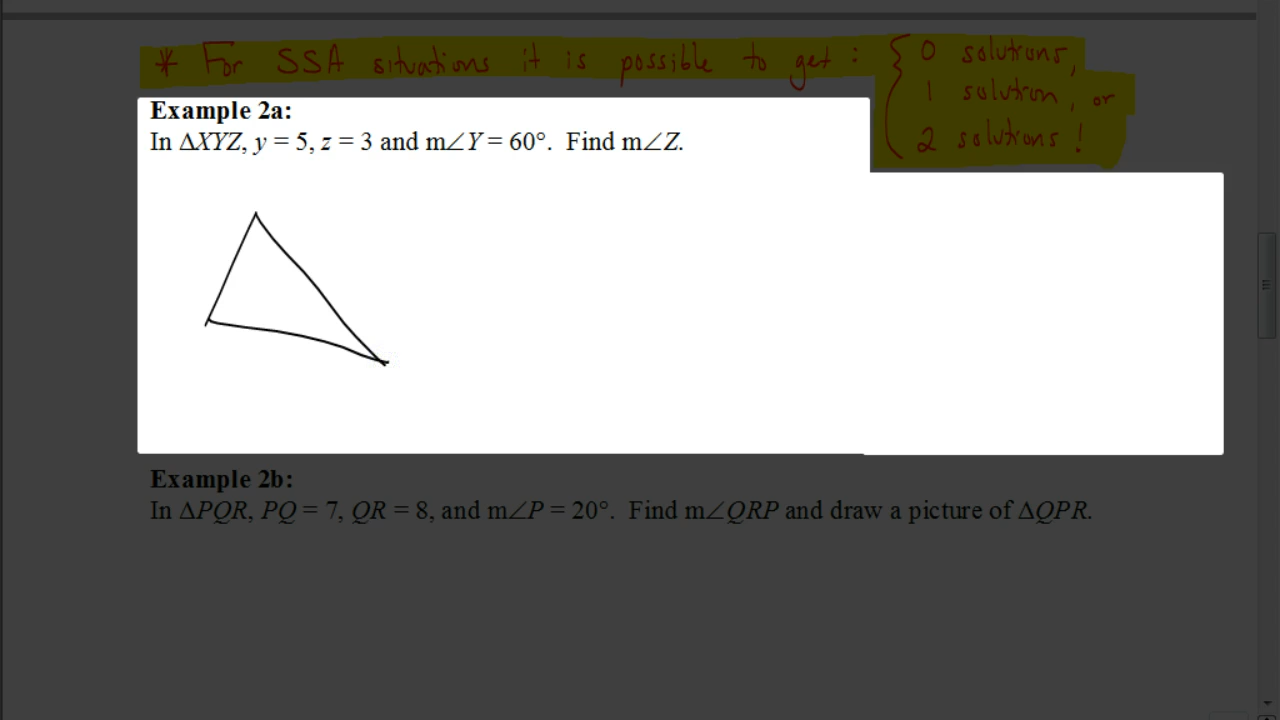 * For SSA situations it is possible to get : { 0 solutions,
1 solution, or
2 solutions !
Example 2a:
In ΔXYZ, y = 5, z = 3 and m∠Y = 60°. Find m∠Z.
Example 2b:
In ΔPQR, PQ = 7, QR = 8, and m∠P = 20°. Find m∠QRP and draw a picture of ΔQPR.